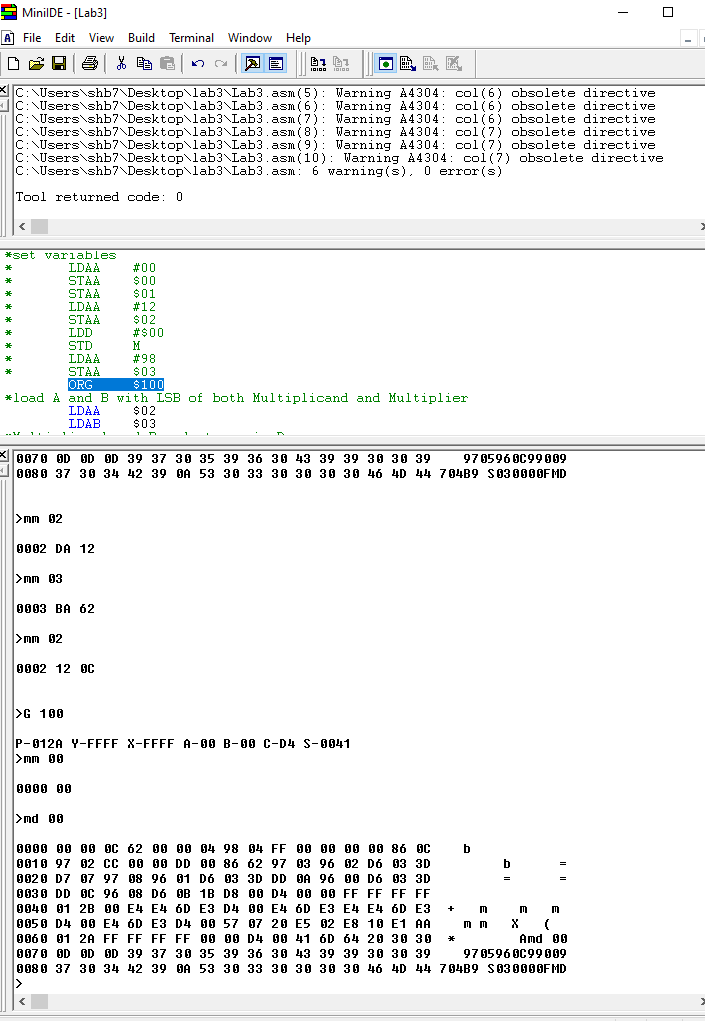 MiniIDE - [Lab3]
File Edit View Build Terminal Window Help
C:\Users\shb7\Desktop\lab3\Lab3.asm(5): Warning A4304: col(6) obsolete directive
C:\Users\shb7\Desktop\lab3\Lab3.asm(6): Warning A4304: col(6) obsolete directive
C:\Users\shb7\Desktop\lab3\Lab3.asm(7): Warning A4304: col(6) obsolete directive
C:\Users\shb7\Desktop\lab3\Lab3.asm(8): Warning A4304: col(7) obsolete directive
C:\Users\shb7\Desktop\lab3\Lab3.asm(9): Warning A4304: col(7) obsolete directive
C:\Users\shb7\Desktop\lab3\Lab3.asm(10): Warning A4304: col(7) obsolete directive
C:\Users\shb7\Desktop\lab3\Lab3.asm: 6 warning(s), 0 error(s)
Tool returned code: 0
*set variables
* LDAA #00
* STAA $00
* STAA $01
* LDAA #12
* STAA $02
* LDD #$00
* STD M
* LDAA #98
* STAA $03
ORG $100
*load A and B with LSB of both Multiplicand and Multiplier
LDAA $02
LDAB $03
0070 0D 0D 0D 39 37 30 35 39 36 30 43 39 39 30 30 39 9705960C99009
0080 37 30 34 42 39 0A 53 30 33 30 30 30 30 46 4D 44 704B9 S030000FMD
>mm 02
0002 DA 12
>mm 03
0003 BA 62
>mm 02
0002 12 0C
>G 100
P-012A Y-FFFF X-FFFF A-00 B-00 C-D4 S-0041
>mm 00
0000 00
>md 00
0000 00 00 0C 62 00 00 04 98 04 FF 00 00 00 00 86 0C b
0010 97 02 CC 00 00 DD 00 86 62 97 03 96 02 D6 03 3D b =
0020 D7 07 97 08 96 01 D6 03 3D DD 0A 96 00 D6 03 3D = =
0030 DD 0C 96 08 D6 0B 1B D8 00 D4 00 00 FF FF FF FF
0040 01 2B 00 E4 E4 6D E3 D4 00 E4 6D E3 E4 E4 6D E3 + m m m
0050 D4 00 E4 6D E3 D4 00 57 07 20 E5 02 E8 10 E1 AA m m X (
0060 01 2A FF FF FF FF 00 00 D4 00 41 6D 64 20 30 30 * Amd 00
0070 0D 0D 0D 39 37 30 35 39 36 30 43 39 39 30 30 39 9705960C99009
0080 37 30 34 42 39 0A 53 30 33 30 30 30 30 46 4D 44 704B9 S030000FMD
>